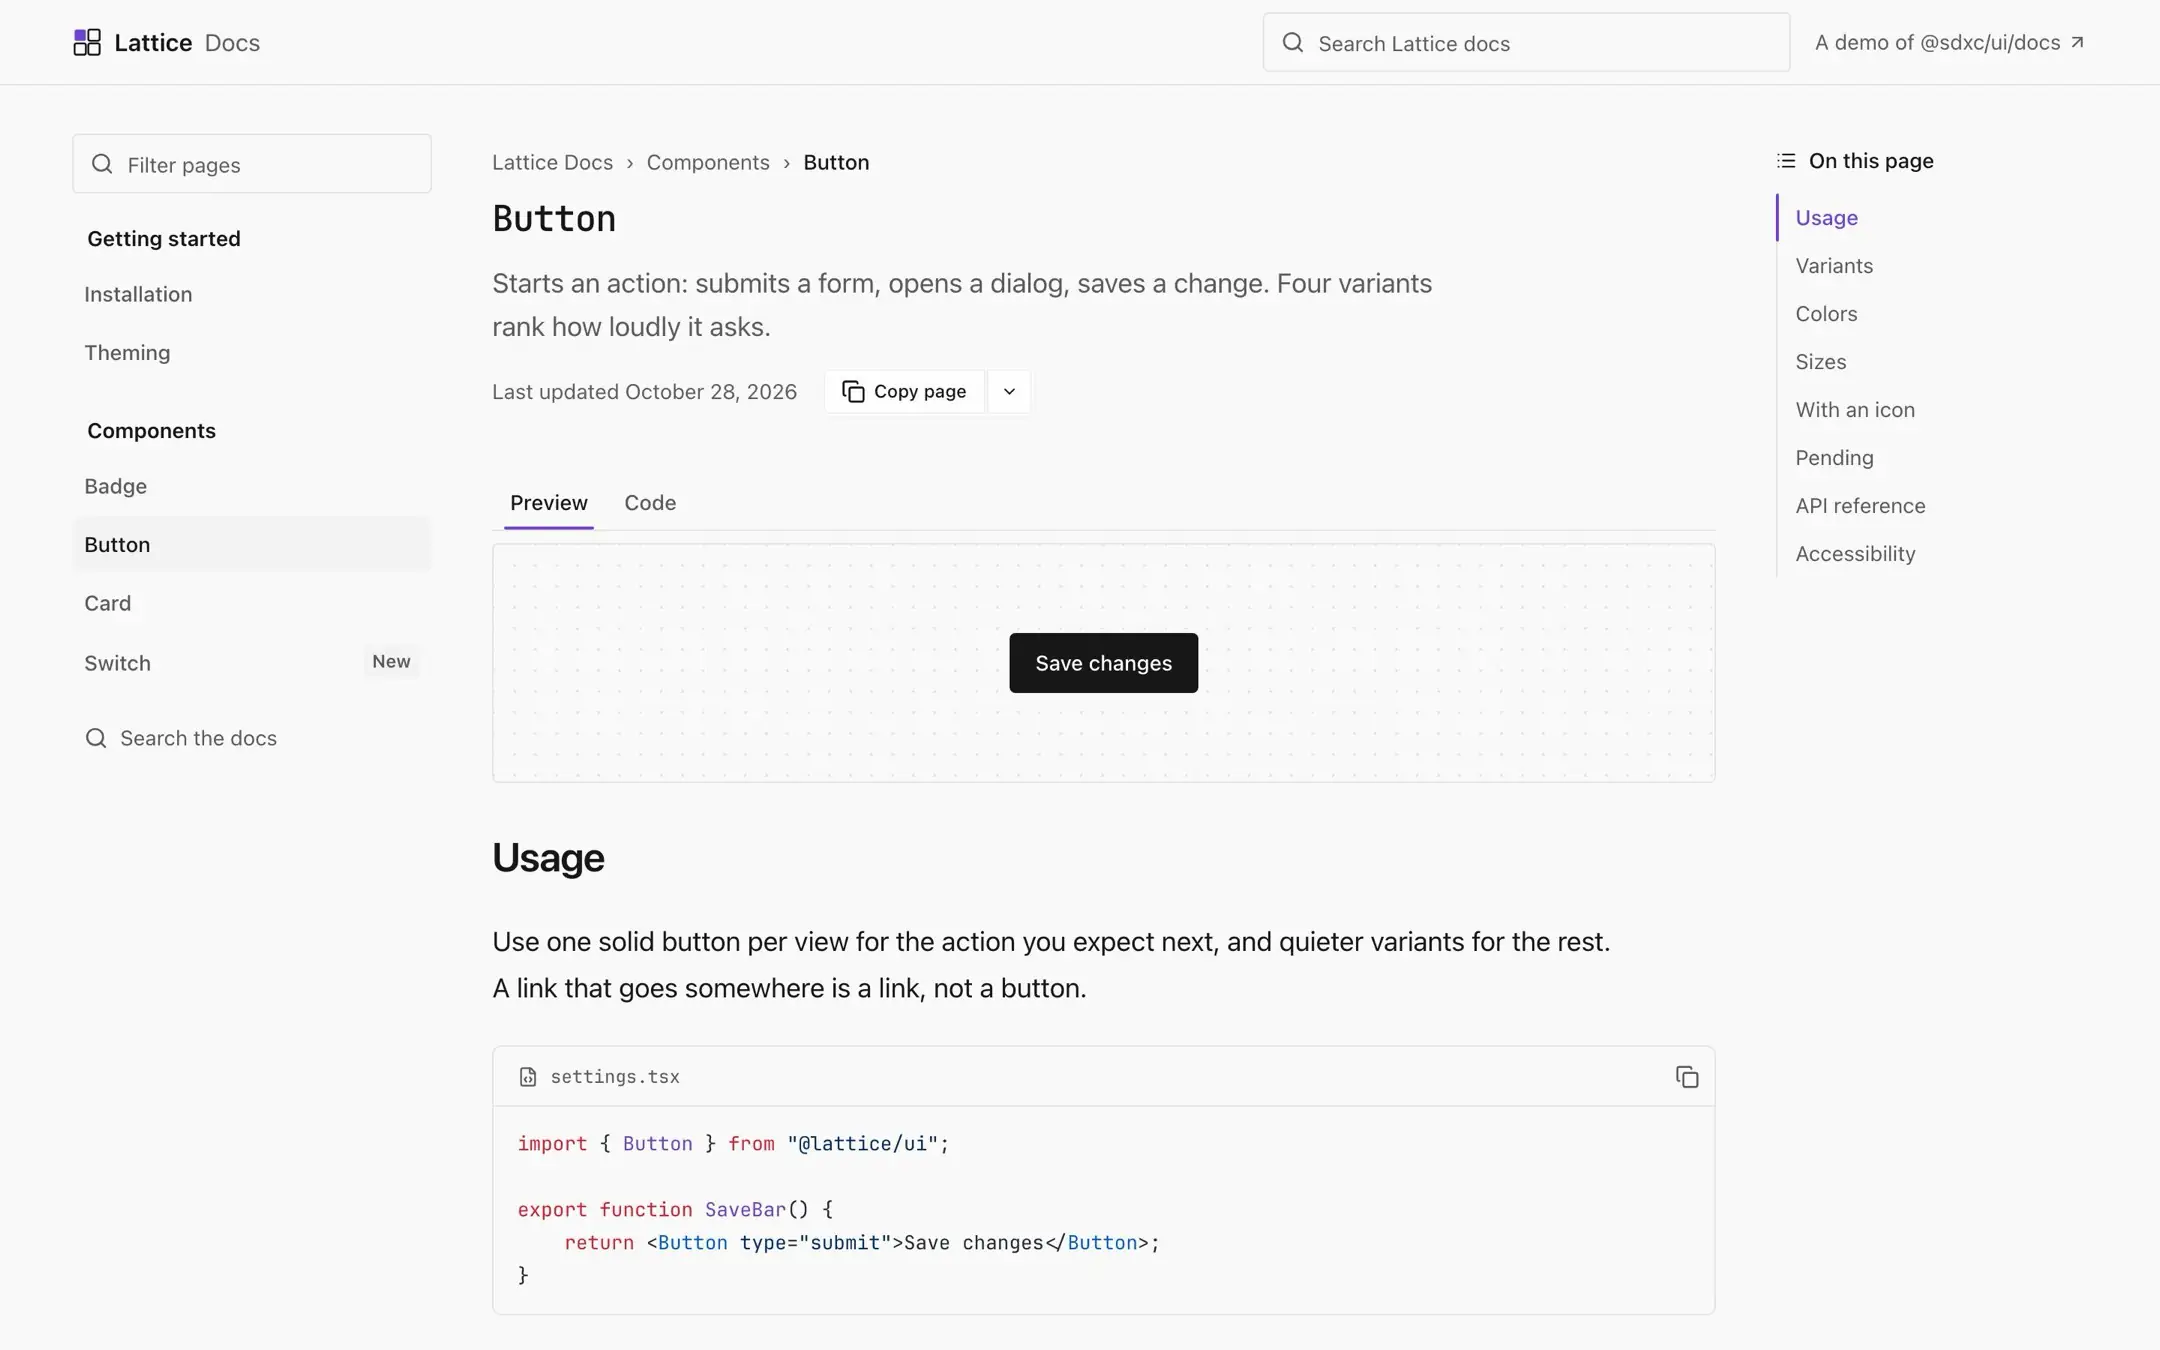 Lattice Docs
Search Lattice docs
A demo of @sdxc/ui/docs
Filter pages
Getting started
Installation
Theming
Components
Badge
Button
Card
Switch
New
Search the docs
Lattice Docs › Components › Button
Button
Starts an action: submits a form, opens a dialog, saves a change. Four variants
rank how loudly it asks.
Last updated October 28, 2026
Copy page
Preview
Code
Save changes
Usage
Use one solid button per view for the action you expect next, and quieter variants for the rest.
A link that goes somewhere is a link, not a button.
settings.tsx
import { Button } from "@lattice/ui";
export function SaveBar() {
    return <Button type="submit">Save changes</Button>;
}
On this page
Usage
Variants
Colors
Sizes
With an icon
Pending
API reference
Accessibility